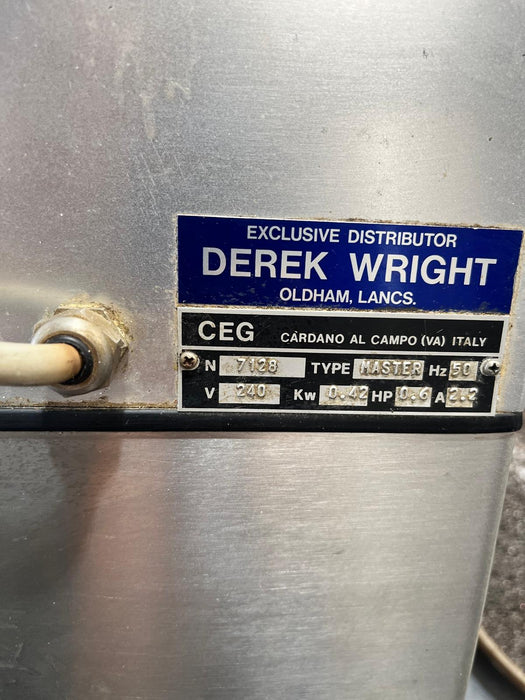 EXCLUSIVE DISTRIBUTOR
DEREK WRIGHT
OLDHAM, LANCS.
CEG CARDANO AL CAMPO (VA) ITALY
N 7128 TYPE MASTER Hz 50
V 240 Kw 0.42 HP 0.6 A 2.2